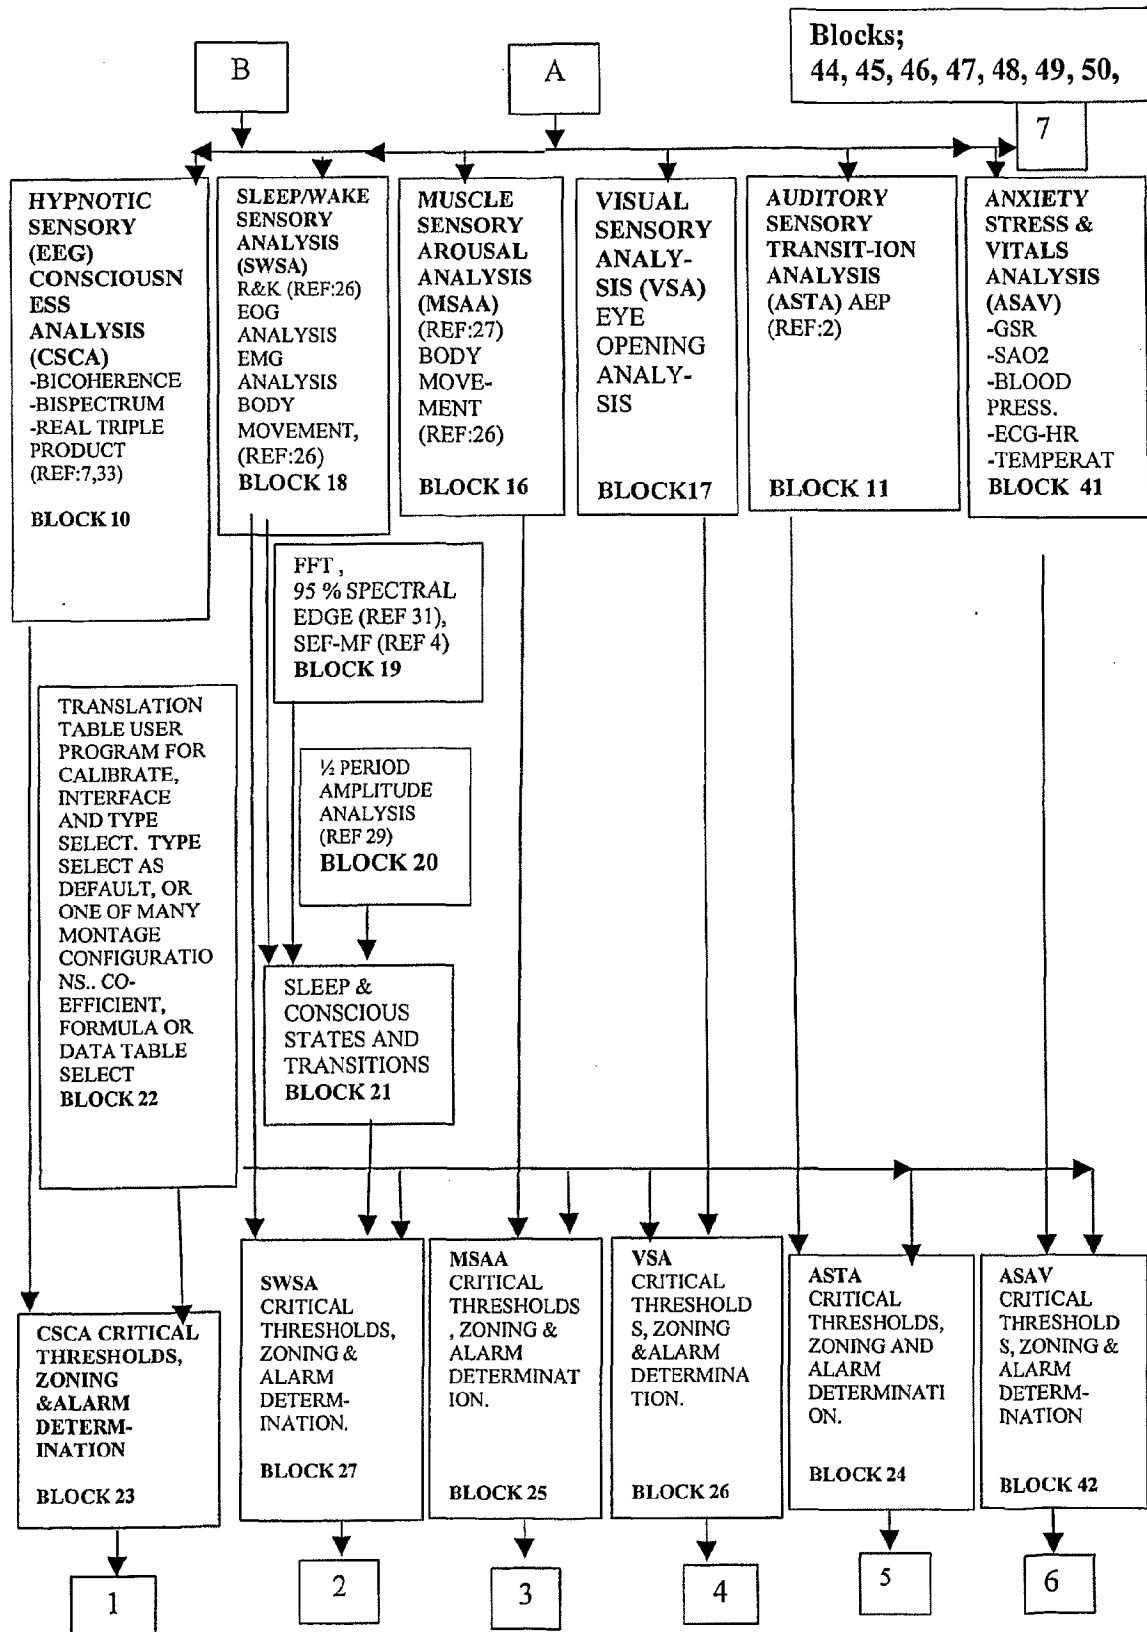 B
A
Blocks;
44, 45, 46, 47, 48, 49, 50,
7
HYPNOTIC
SENSORY
(EEG)
CONSCIOUSN
ESS
ANALYSIS
(CSCA)
-BICOHERENCE
-BISPECTRUM
-REAL TRIPLE
PRODUCT
(REF:7,33)
BLOCK 10
SLEEP/WAKE
SENSORY
ANALYSIS
(SWSA)
R&K (REF:26)
EOG
ANALYSIS
EMG
ANALYSIS
BODY
MOVEMENT,
(REF:26)
BLOCK 18
MUSCLE
SENSORY
AROUSAL
ANALYSIS
(MSAA)
(REF:27)
BODY
MOVE-
MENT
(REF:26)
BLOCK 16
VISUAL
SENSORY
ANALY-
SIS (VSA)
EYE
OPENING
ANALY-
SIS
BLOCK17
AUDITORY
SENSORY
TRANSIT-ION
ANALYSIS
(ASTA) AEP
(REF:2)
BLOCK 11
ANXIETY
STRESS &
VITALS
ANALYSIS
(ASAV)
-GSR
-SAO2
-BLOOD
PRESS.
-ECG-HR
-TEMPERAT
BLOCK 41
FFT ,
95 % SPECTRAL
EDGE (REF 31),
SEF-MF (REF 4)
BLOCK 19
TRANSLATION
TABLE USER
PROGRAM FOR
CALIBRATE,
INTERFACE
AND TYPE
SELECT. TYPE
SELECT AS
DEFAULT, OR
ONE OF MANY
MONTAGE
CONFIGURATIO
NS.. CO-
EFFICIENT,
FORMULA OR
DATA TABLE
SELECT
BLOCK 22
½ PERIOD
AMPLITUDE
ANALYSIS
(REF 29)
BLOCK 20
SLEEP &
CONSCIOUS
STATES AND
TRANSITIONS
BLOCK 21
CSCA CRITICAL
THRESHOLDS,
ZONING
&ALARM
DETERM-
INATION
BLOCK 23
SWSA
CRITICAL
THRESHOLDS,
ZONING &
ALARM
DETERM-
INATION.
BLOCK 27
MSAA
CRITICAL
THRESHOLDS
, ZONING &
ALARM
DETERMINAT
ION.
BLOCK 25
VSA
CRITICAL
THRESHOLD
S, ZONING
&ALARM
DETERMINA
TION.
BLOCK 26
ASTA
CRITICAL
THRESHOLDS,
ZONING AND
ALARM
DETERMINATI
ON.
BLOCK 24
ASAV
CRITICAL
THRESHOLD
S, ZONING &
ALARM
DETERM-
INATION
BLOCK 42
1
2
3
4
5
6